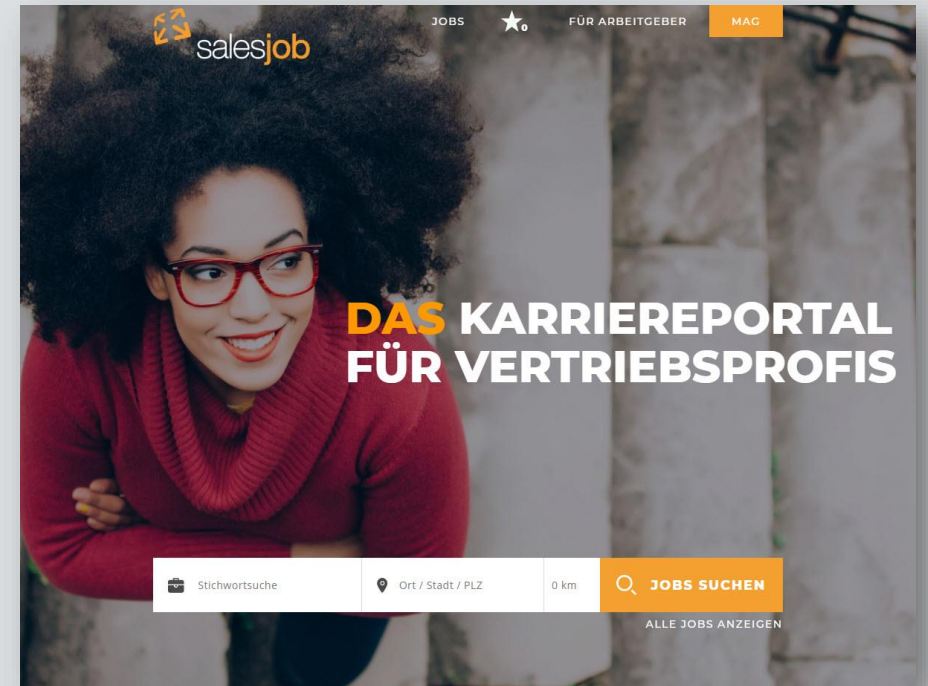 salesjob
JOBS
0
FÜR ARBEITGEBER
MAG
DAS KARRIEREPORTAL
FÜR VERTRIEBSPROFIS
Stichwortsuche
Ort / Stadt / PLZ
0 km
JOBS SUCHEN
ALLE JOBS ANZEIGEN